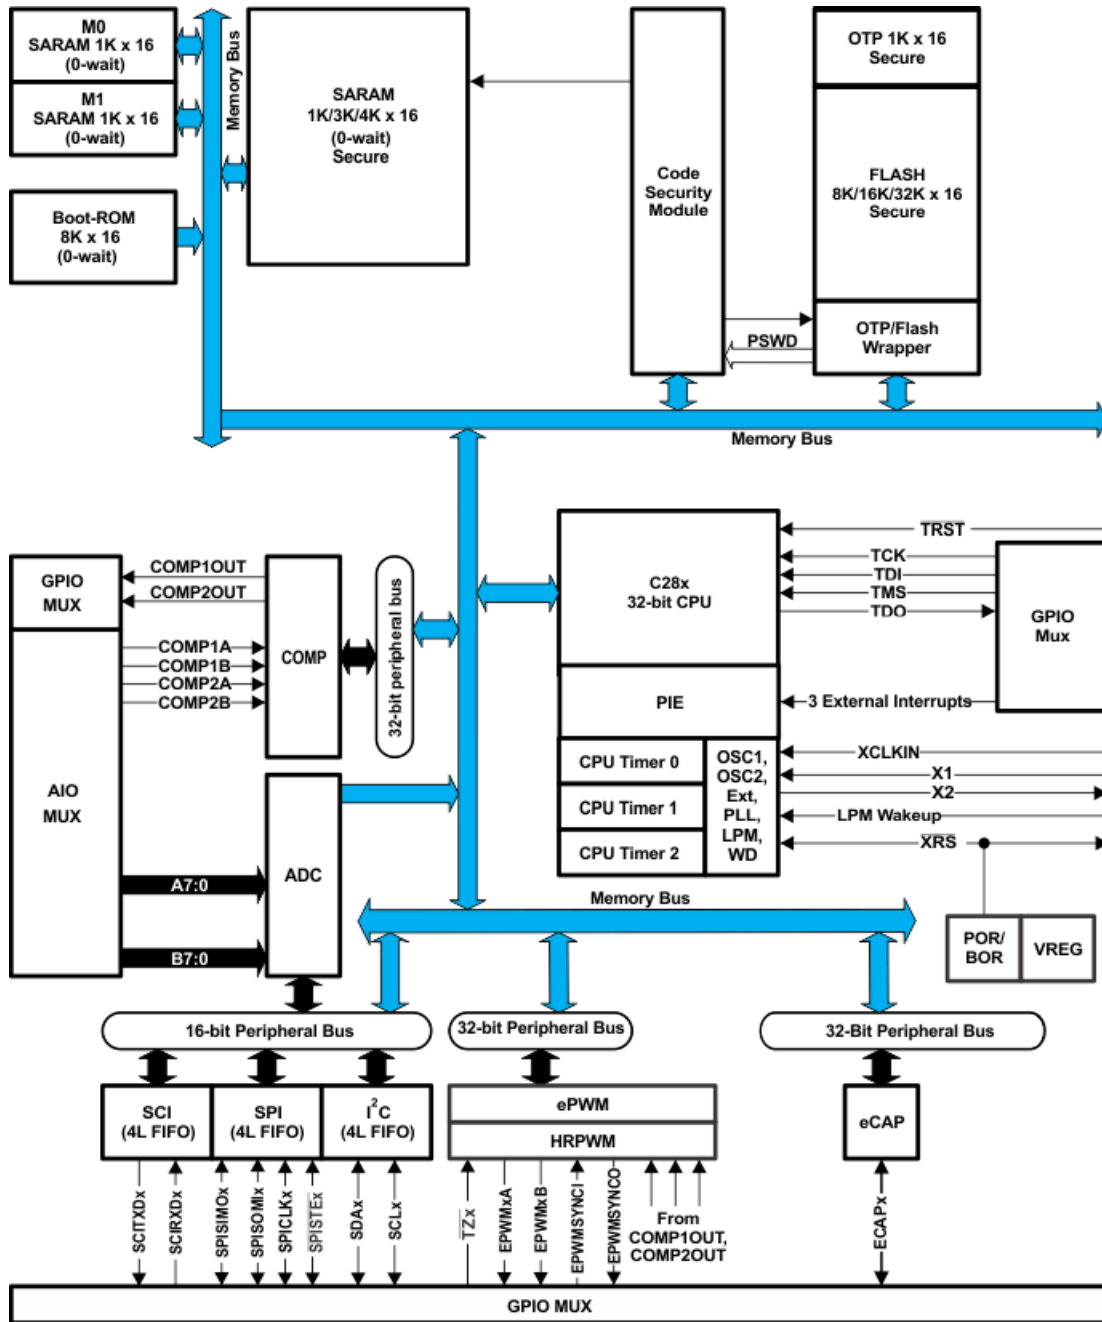 M0
SARAM 1K x 16
(0-wait)
M1
SARAM 1K x 16
(0-wait)
Boot-ROM
8K x 16
(0-wait)
Memory Bus
SARAM
1K/3K/4K x 16
(0-wait)
Secure
Code
Security
Module
OTP 1K x 16
Secure
FLASH
8K/16K/32K x 16
Secure
OTP/Flash
Wrapper
PSWD
Memory Bus
GPIO
MUX
AIO
MUX
COMP1OUT
COMP2OUT
COMP1A
COMP1B
COMP2A
COMP2B
COMP
32-bit peripheral bus
A7:0
B7:0
ADC
C28x
32-bit CPU
PIE
CPU Timer 0
CPU Timer 1
CPU Timer 2
OSC1,
OSC2,
Ext,
PLL,
LPM,
WD
TRST
TCK
TDI
TMS
TDO
GPIO
Mux
3 External Interrupts
XCLKIN
X1
X2
LPM Wakeup
XRS
POR/
BOR
VREG
Memory Bus
16-bit Peripheral Bus
32-bit Peripheral Bus
32-Bit Peripheral Bus
SCI
(4L FIFO)
SPI
(4L FIFO)
I2C
(4L FIFO)
ePWM
HRPWM
eCAP
SCITXDx
SCIRXDx
SPISIMOx
SPISOMIx
SPICLKx
SPISTEx
SDAx
SCLx
TZx
EPWMxA
EPWMxB
EPWMSYNCI
EPWMSYNCO
From
COMP1OUT,
COMP2OUT
ECAPx
GPIO MUX